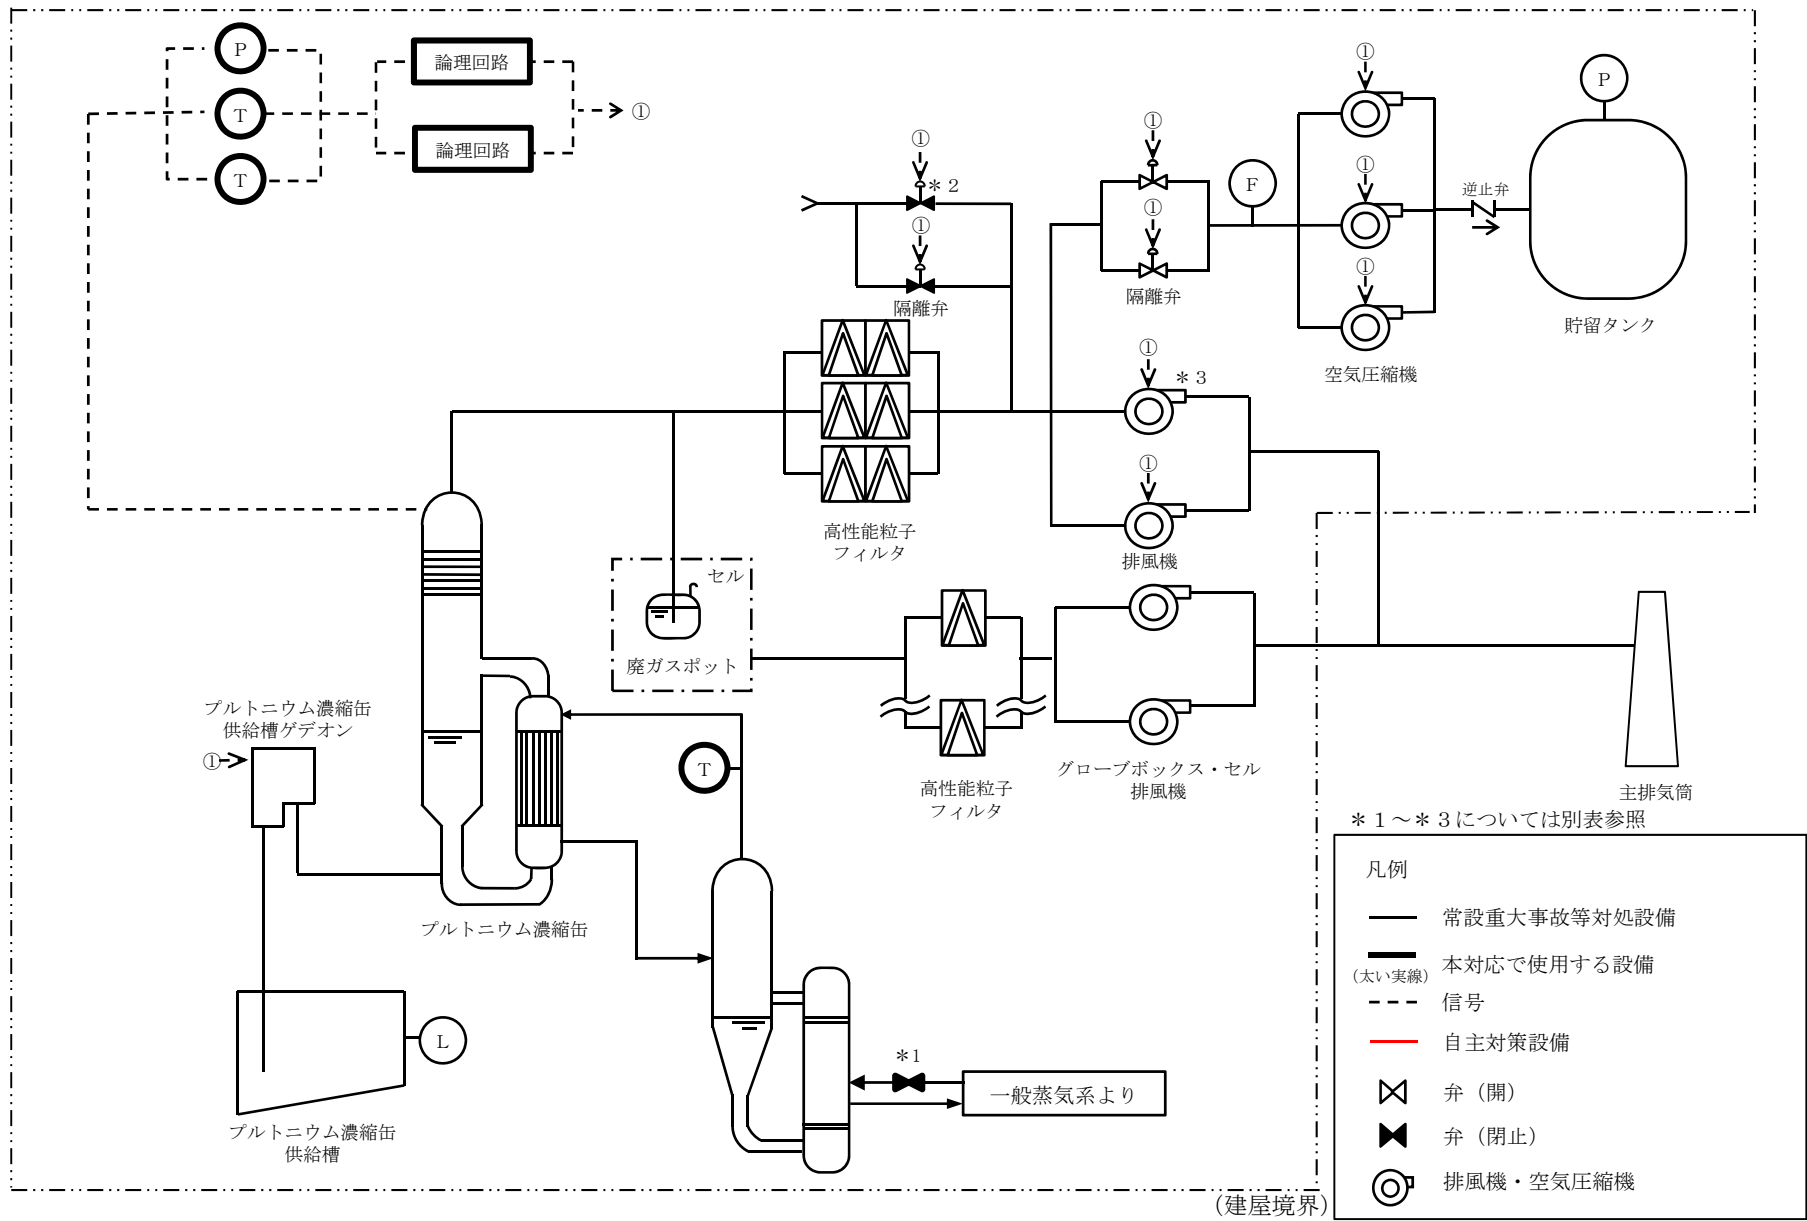 P
T
T
論理回路
論理回路
①
①
＊２
①
隔離弁
①
①
隔離弁
F
①
①
①
空気圧縮機
逆止弁
P
貯留タンク
①
＊３
①
排風機
高性能粒子
フィルタ
セル
廃ガスポット
高性能粒子
フィルタ
グローブボックス・セル
排風機
主排気筒
プルトニウム濃縮缶
供給槽ゲデオン
①
T
プルトニウム濃縮缶
L
プルトニウム濃縮缶
供給槽
＊1
一般蒸気系より
＊１～＊３については別表参照
凡例
常設重大事故等対処設備
（太い実線）
本対応で使用する設備
信号
自主対策設備
弁（開）
弁（閉止）
排風機・空気圧縮機
（建屋境界）